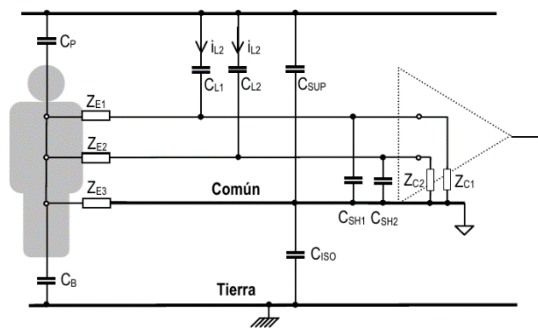 C_P
i_L2
i_L2
C_L1
C_L2
C_SUP
Z_E1
Z_E2
Z_C2
Z_C1
Z_E3
Común
C_SH1
C_SH2
C_ISO
C_B
Tierra